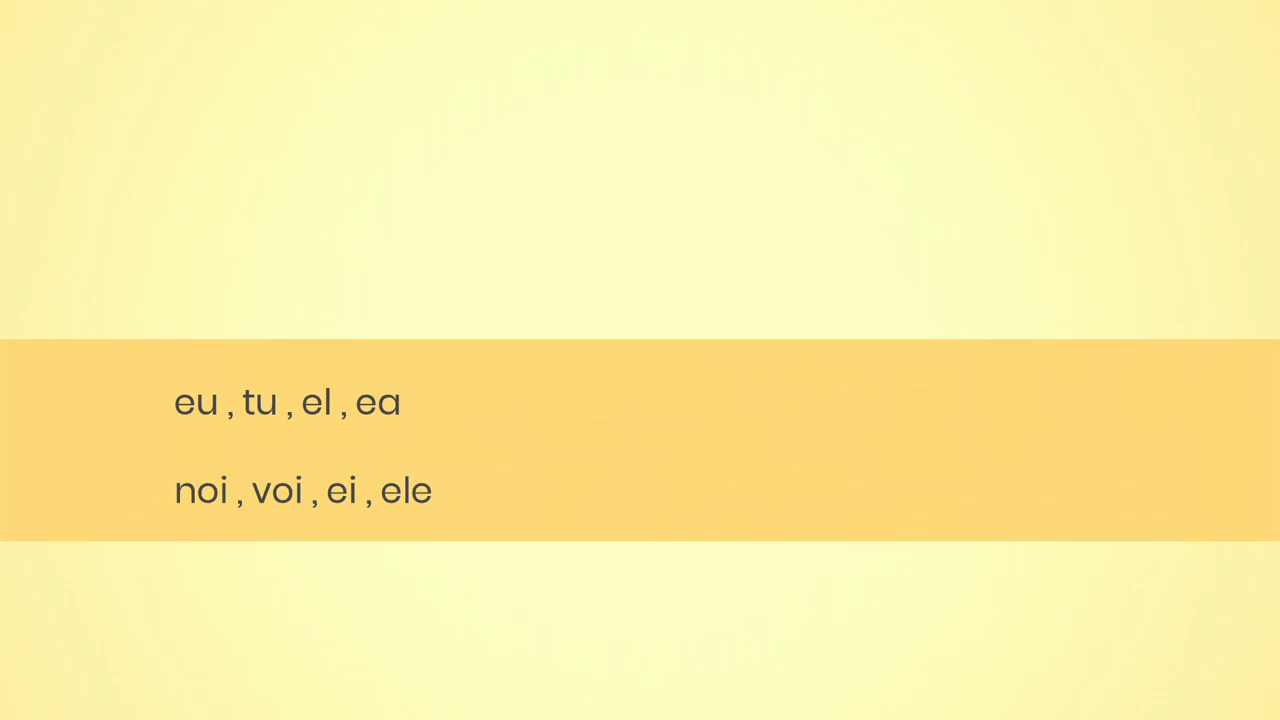 eu , tu , el , ea
noi , voi , ei , ele